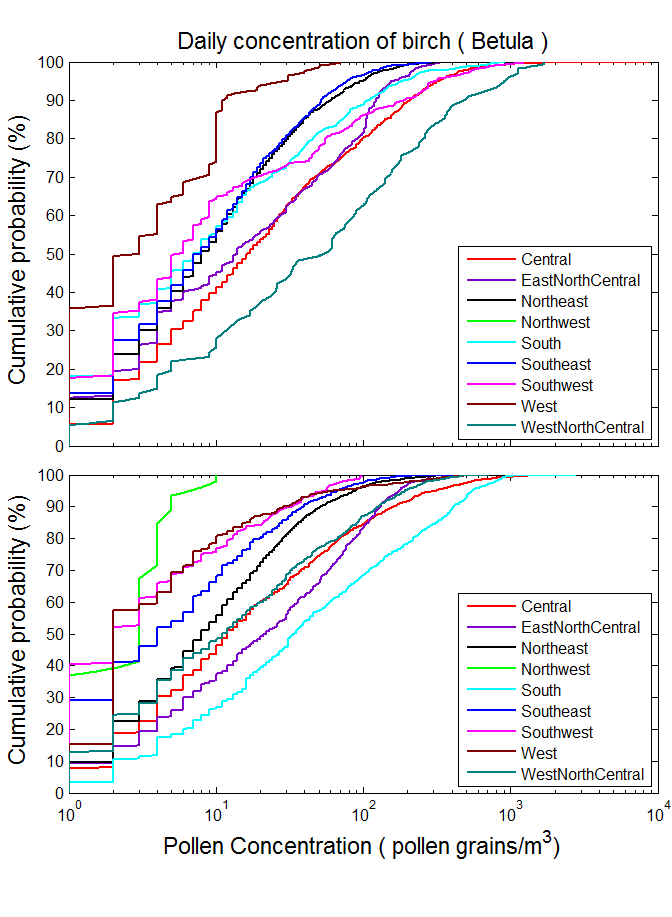 Daily concentration of birch ( Betula )
Cumulative probability (%)
100
90
80
70
60
50
40
30
20
10
0
Central
EastNorthCentral
Northeast
Northwest
South
Southeast
Southwest
West
WestNorthCentral
Cumulative probability (%)
100
90
80
70
60
50
40
30
20
10
0
Central
EastNorthCentral
Northeast
Northwest
South
Southeast
Southwest
West
WestNorthCentral
10^0 10^1 10^2 10^3 10^4
Pollen Concentration ( pollen grains/m^3)